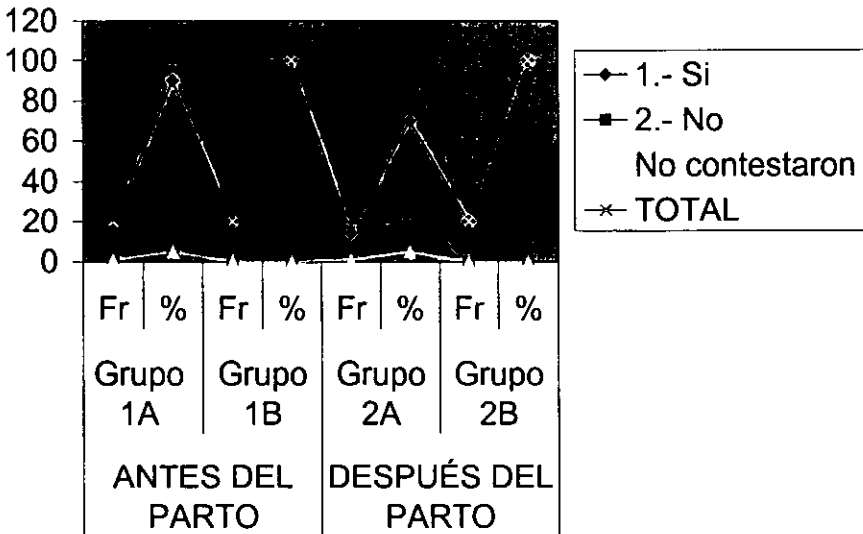 120
100
80
60
40
20
0
1.- Si
2.- No
No contestaron
TOTAL
Fr % Fr % Fr % Fr %
Grupo 1A Grupo 1B Grupo 2A Grupo 2B
ANTES DEL PARTO DESPUÉS DEL PARTO